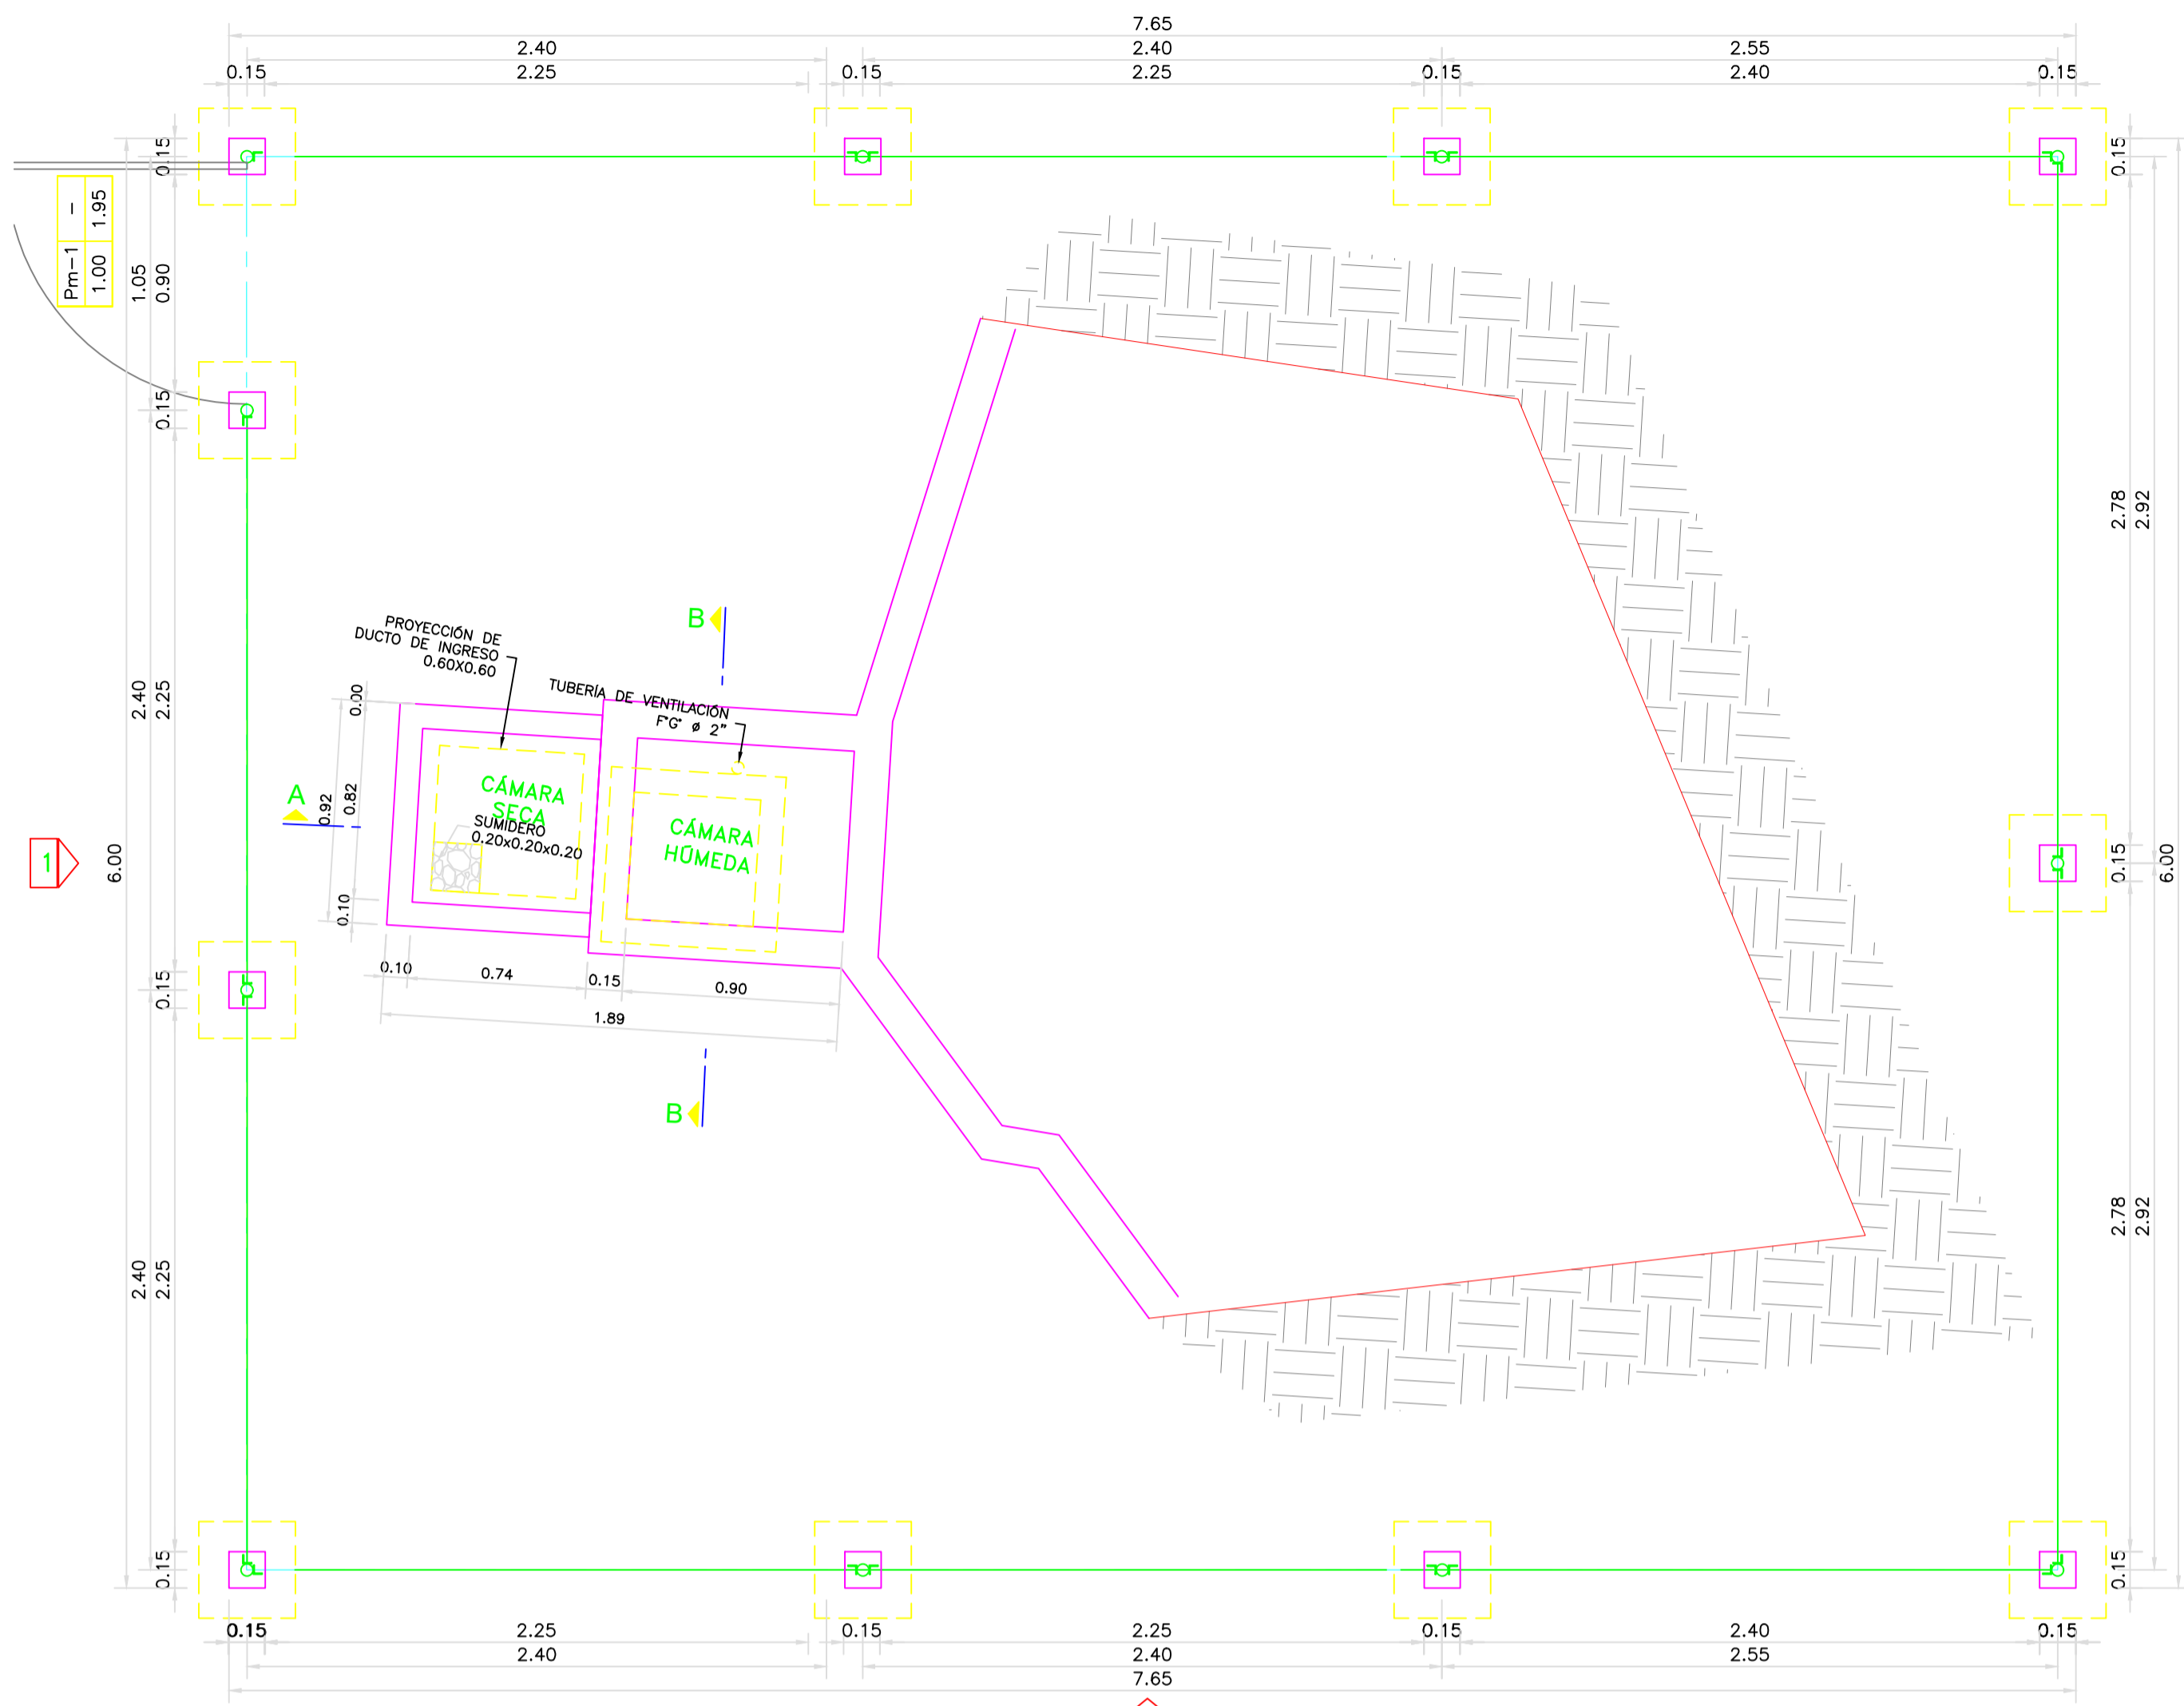 7.65
2.40 2.40 2.55
0.15 2.25 0.15 2.25 0.15 2.40 0.15
0.15
0.15
Pm-1 -
1.00 1.95
1.05
0.90
0.15
2.78
2.92
B
PROYECCIÓN DE
DUCTO DE INGRESO
0.60X0.60
TUBERÍA DE VENTILACIÓN
F°G° ø 2"
2.40
2.25
0.00
A
0.92
0.82
CÁMARA
SECA
SUMIDERO
0.20x0.20x0.20
CÁMARA
HÚMEDA
1
6.00
0.15
6.00
0.10
0.15
0.10 0.74 0.15 0.90
1.89
B
2.40
2.25
2.78
2.92
0.15
0.15
0.15 2.25 0.15 2.25 0.15 2.40 0.15
2.40 2.40 2.55
7.65